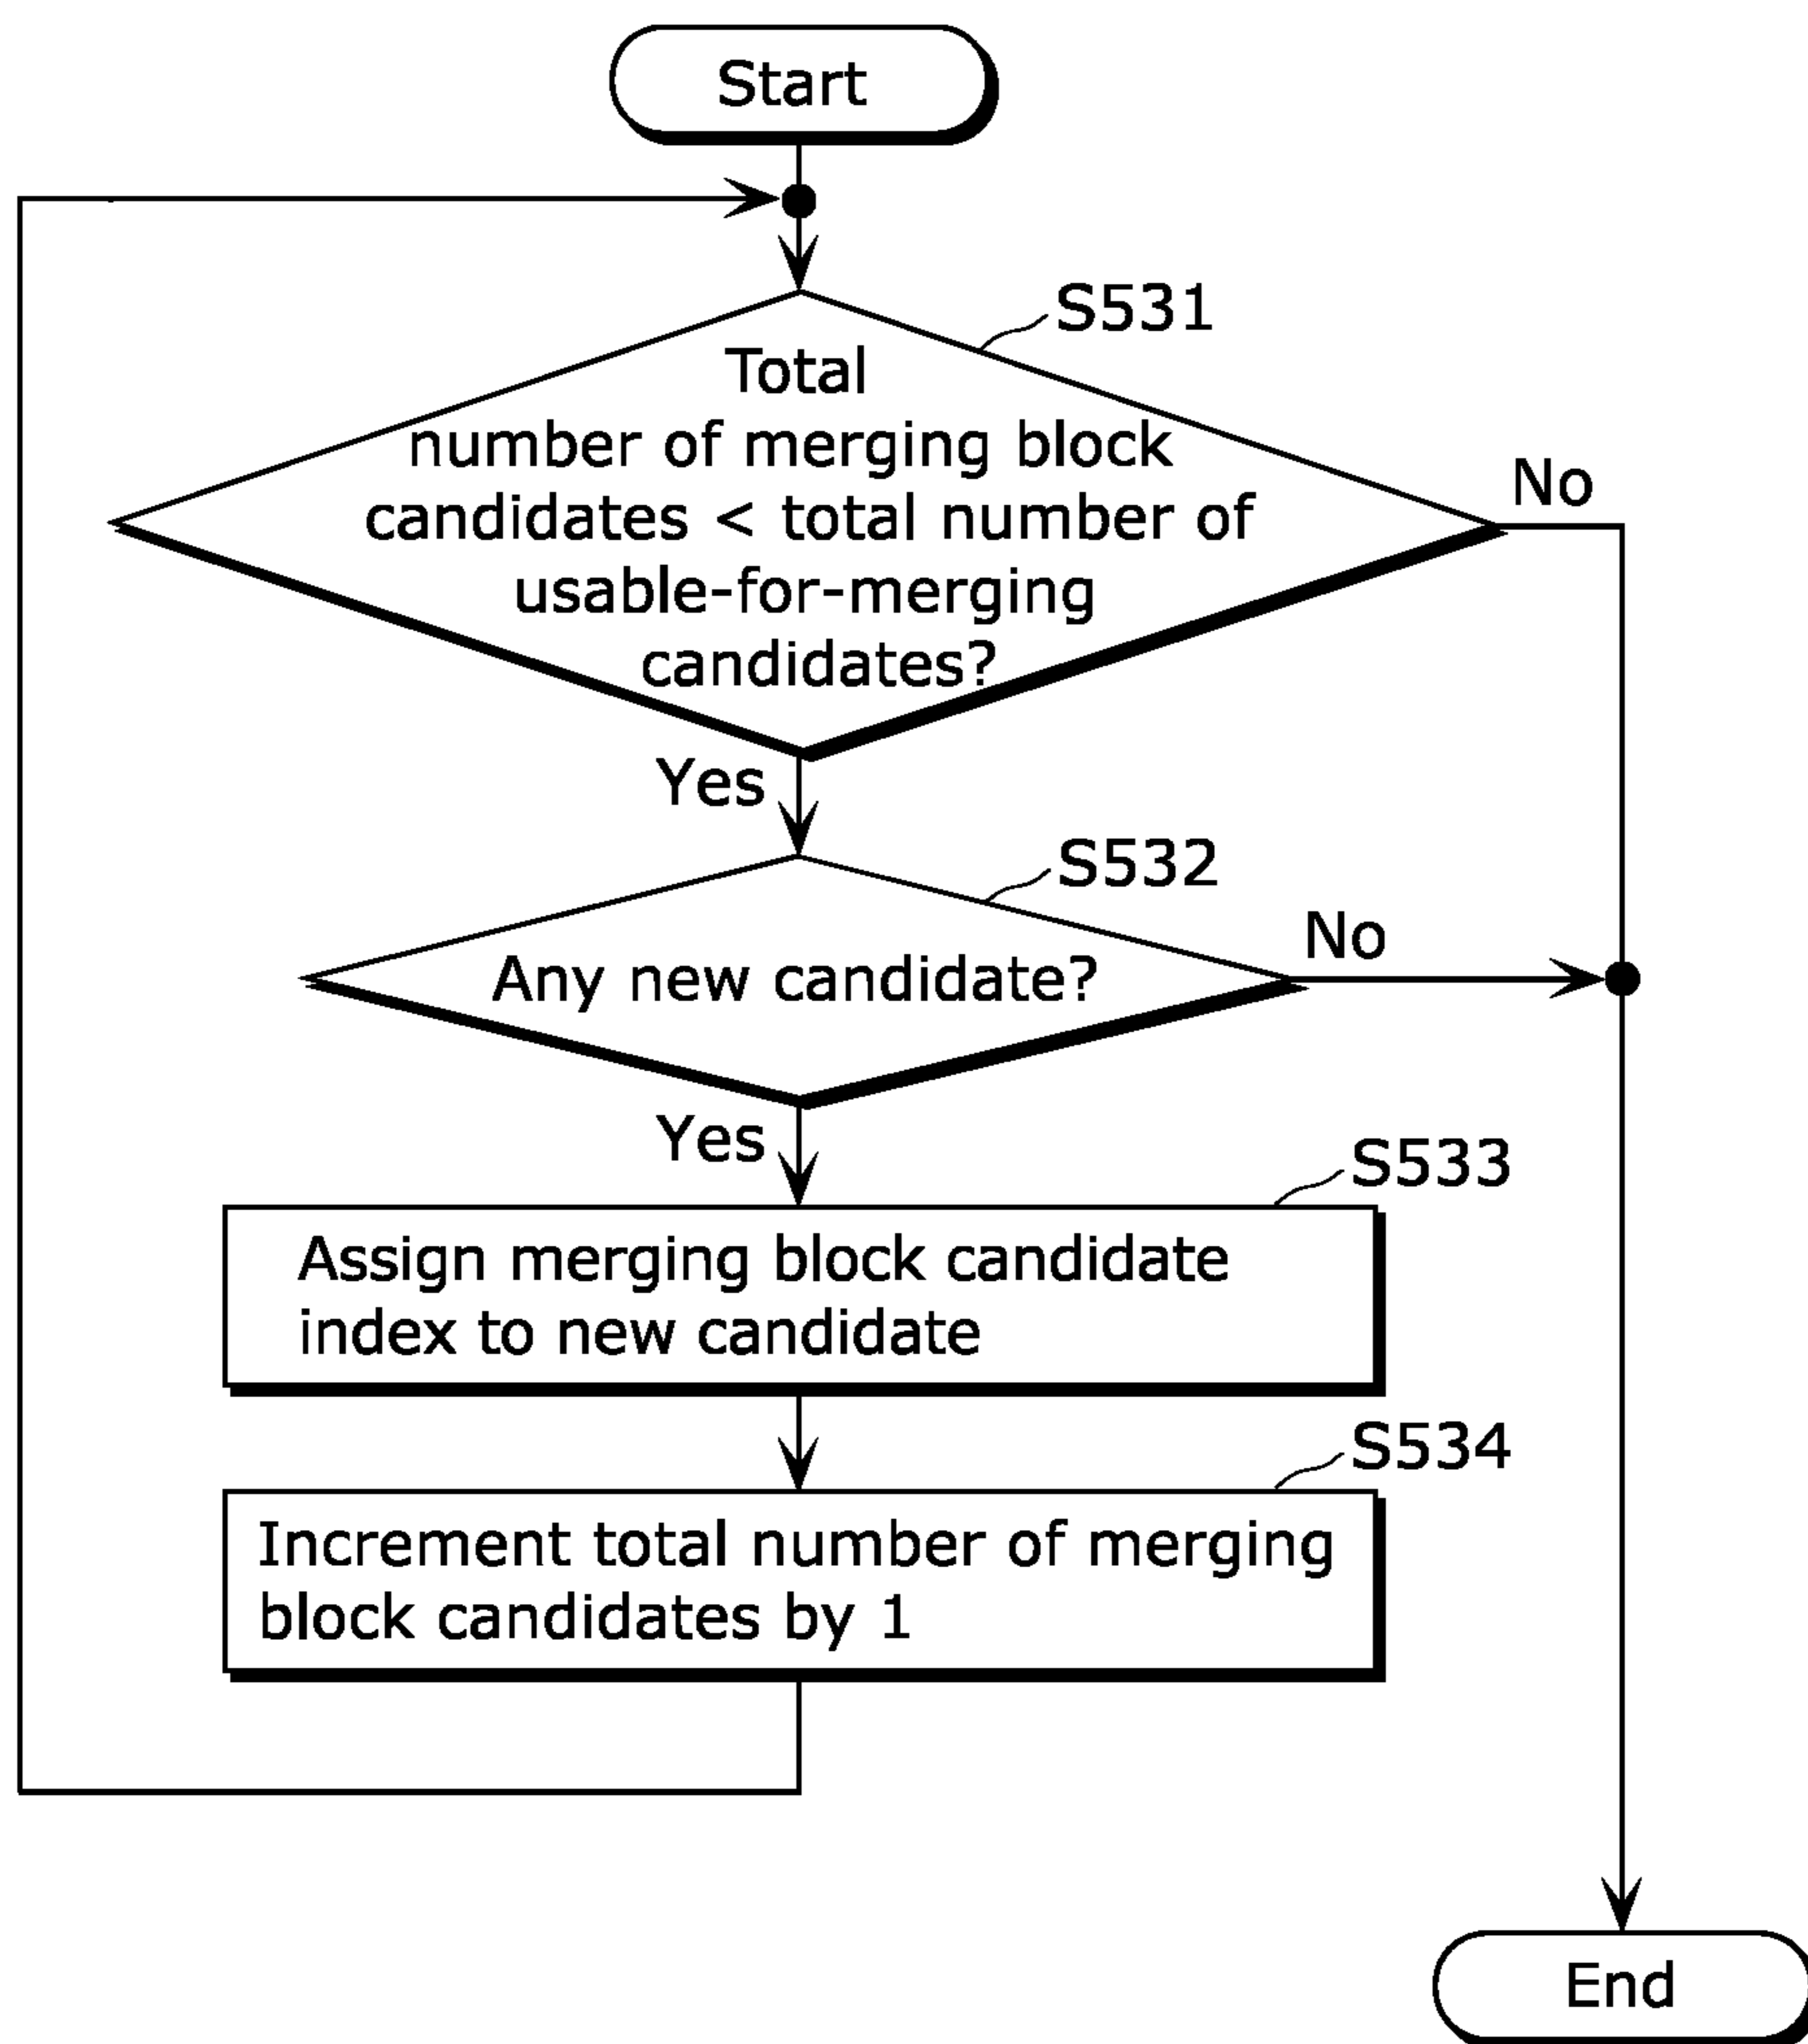 Start
S531
Total
number of merging block
candidates < total number of
usable-for-merging
candidates?
No
Yes
S532
Any new candidate?
No
Yes
S533
Assign merging block candidate
index to new candidate
S534
Increment total number of merging
block candidates by 1
End